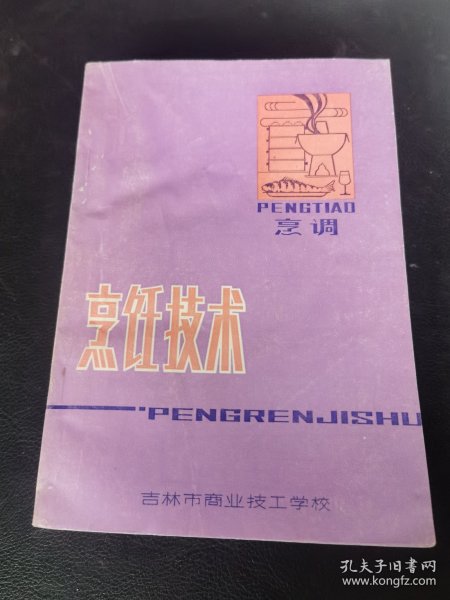 PENGTIAO
烹调
烹饪技术
PENGRENJISHU
吉林市商业技工学校
孔夫子旧书网
www.kongfz.com